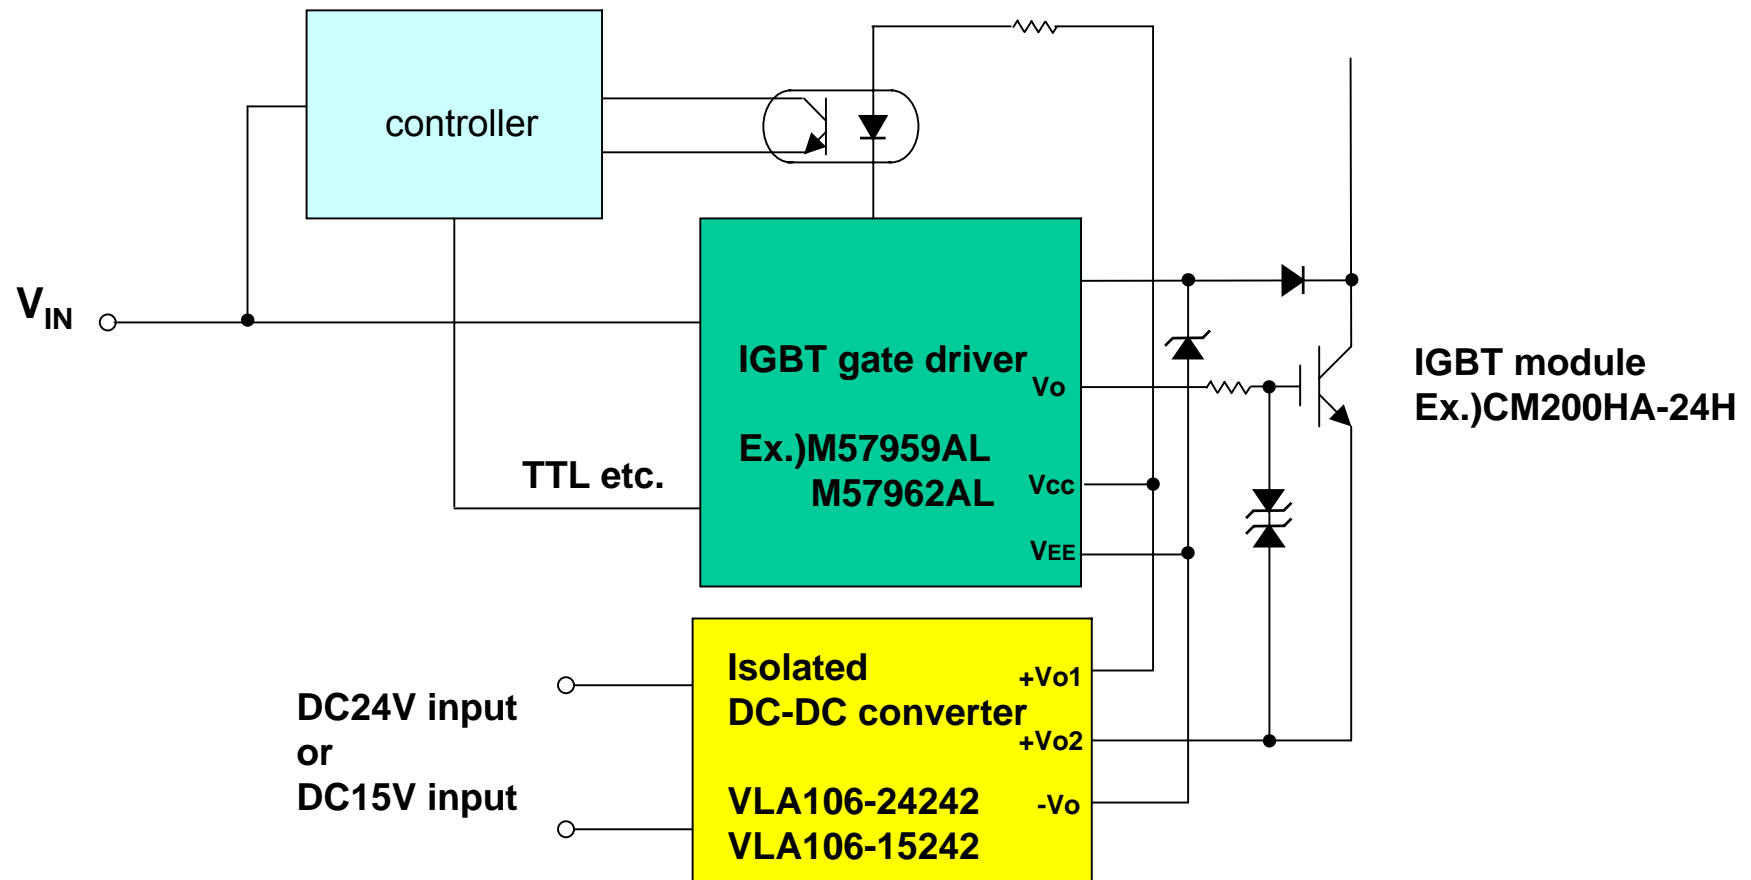 controller
V_IN
IGBT gate driver
Vo
Ex.)M57959AL
M57962AL
Vcc
VEE
TTL etc.
IGBT module
Ex.)CM200HA-24H
Isolated
DC-DC converter
+Vo1
+Vo2
-Vo
VLA106-24242
VLA106-15242
DC24V input
or
DC15V input